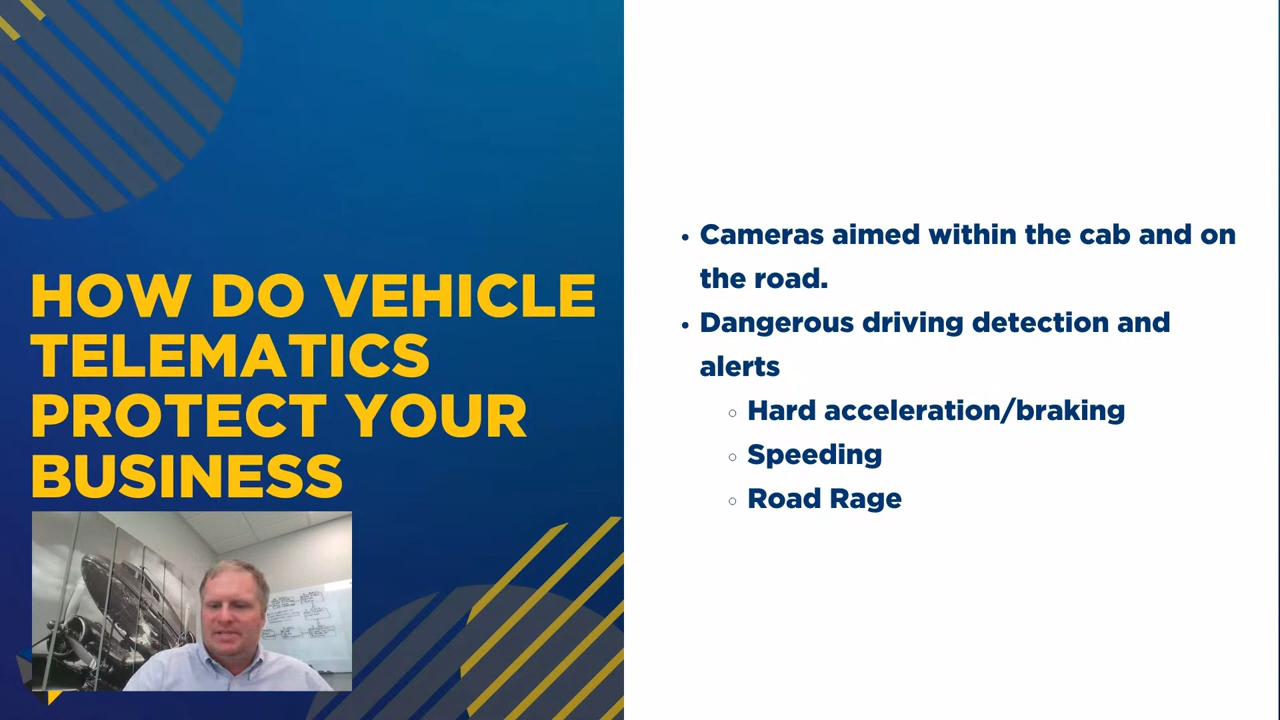 HOW DO VEHICLE
TELEMATICS
PROTECT YOUR
BUSINESS
• Cameras aimed within the cab and on
the road.
• Dangerous driving detection and
alerts
○ Hard acceleration/braking
○ Speeding
○ Road Rage